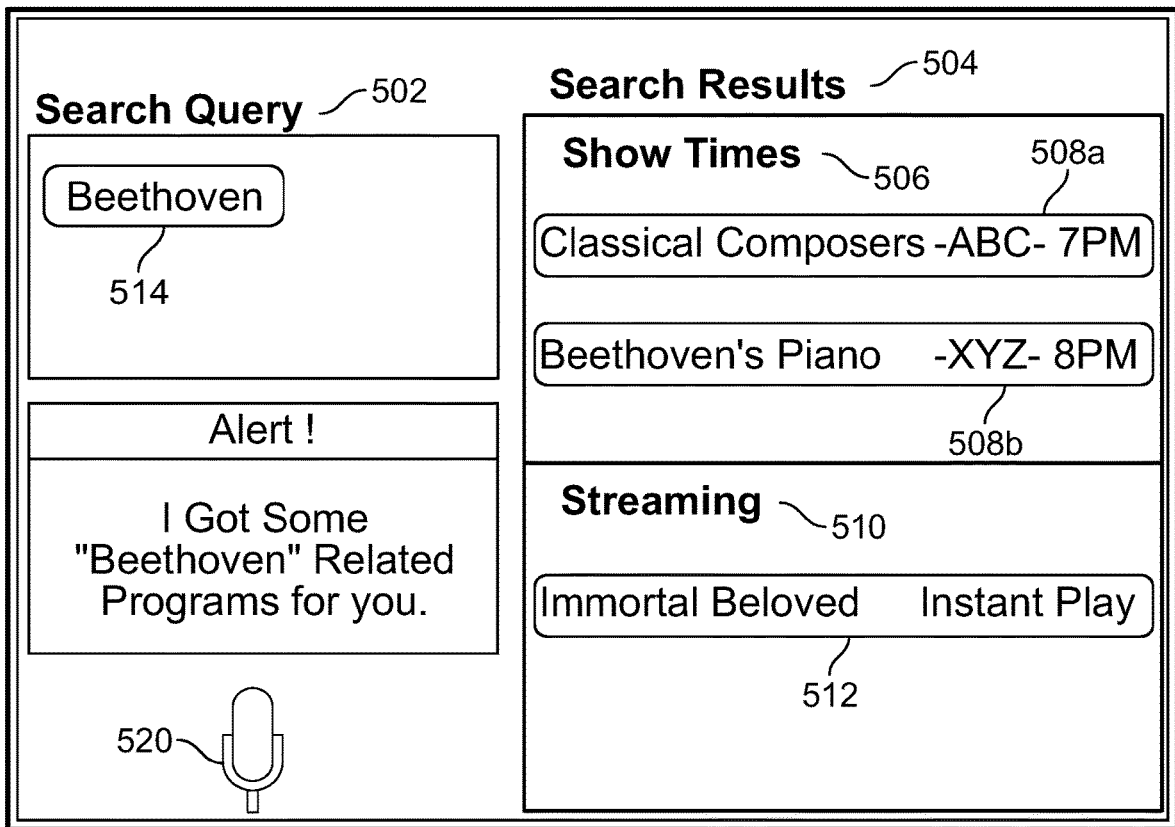 Search Query 502
Beethoven
514
Alert !
I Got Some
"Beethoven" Related
Programs for you.
520
Search Results 504
Show Times 506
508a
Classical Composers -ABC- 7PM
Beethoven's Piano -XYZ- 8PM
508b
Streaming 510
Immortal Beloved Instant Play
512